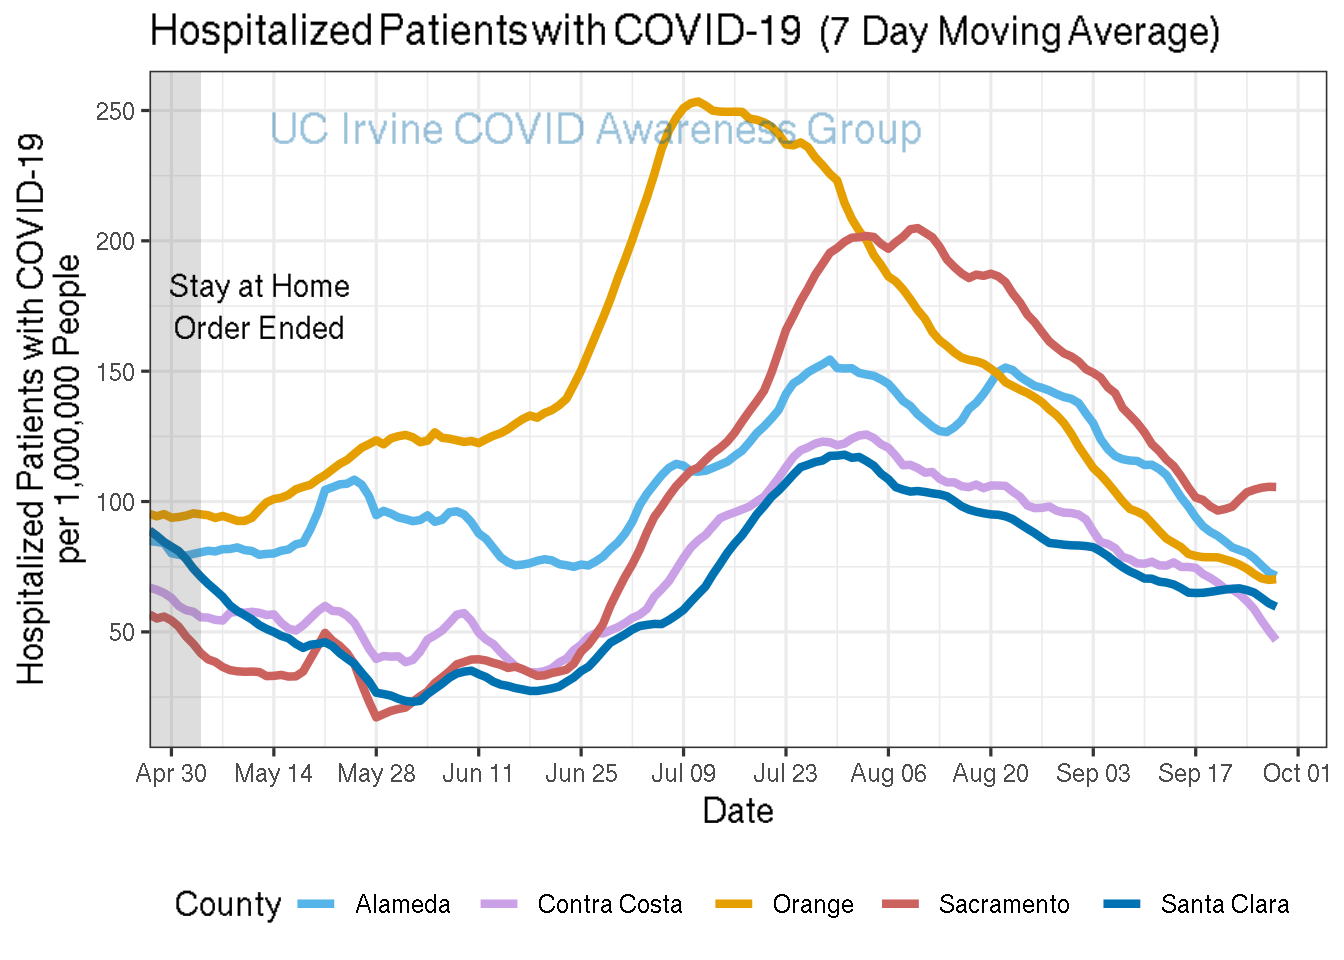 Hospitalized Patients with COVID-19 (7 Day Moving Average)
UC Irvine COVID Awareness Group
Hospitalized Patients with COVID-19
per 1,000,000 People
250
200
150
100
50
Stay at Home
Order Ended
Apr 30 May 14 May 28 Jun 11 Jun 25 Jul 09 Jul 23 Aug 06 Aug 20 Sep 03 Sep 17 Oct 01
Date
County Alameda Contra Costa Orange Sacramento Santa Clara